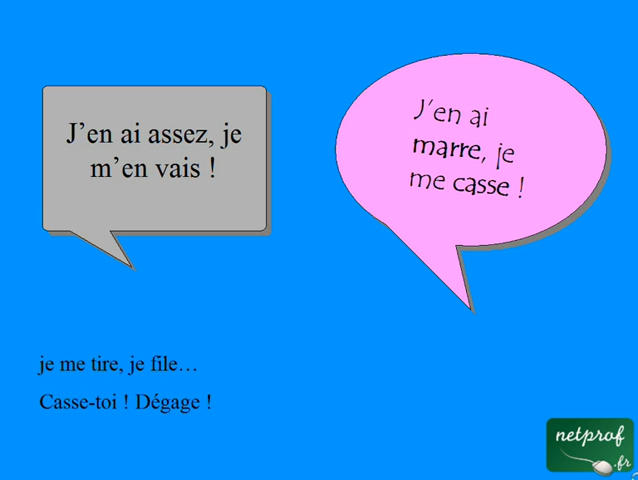 J'en ai assez, je
m'en vais !
J'en ai
marre, je
me casse !
je me tire, je file…
Casse-toi ! Dégage !
netprof
.fr